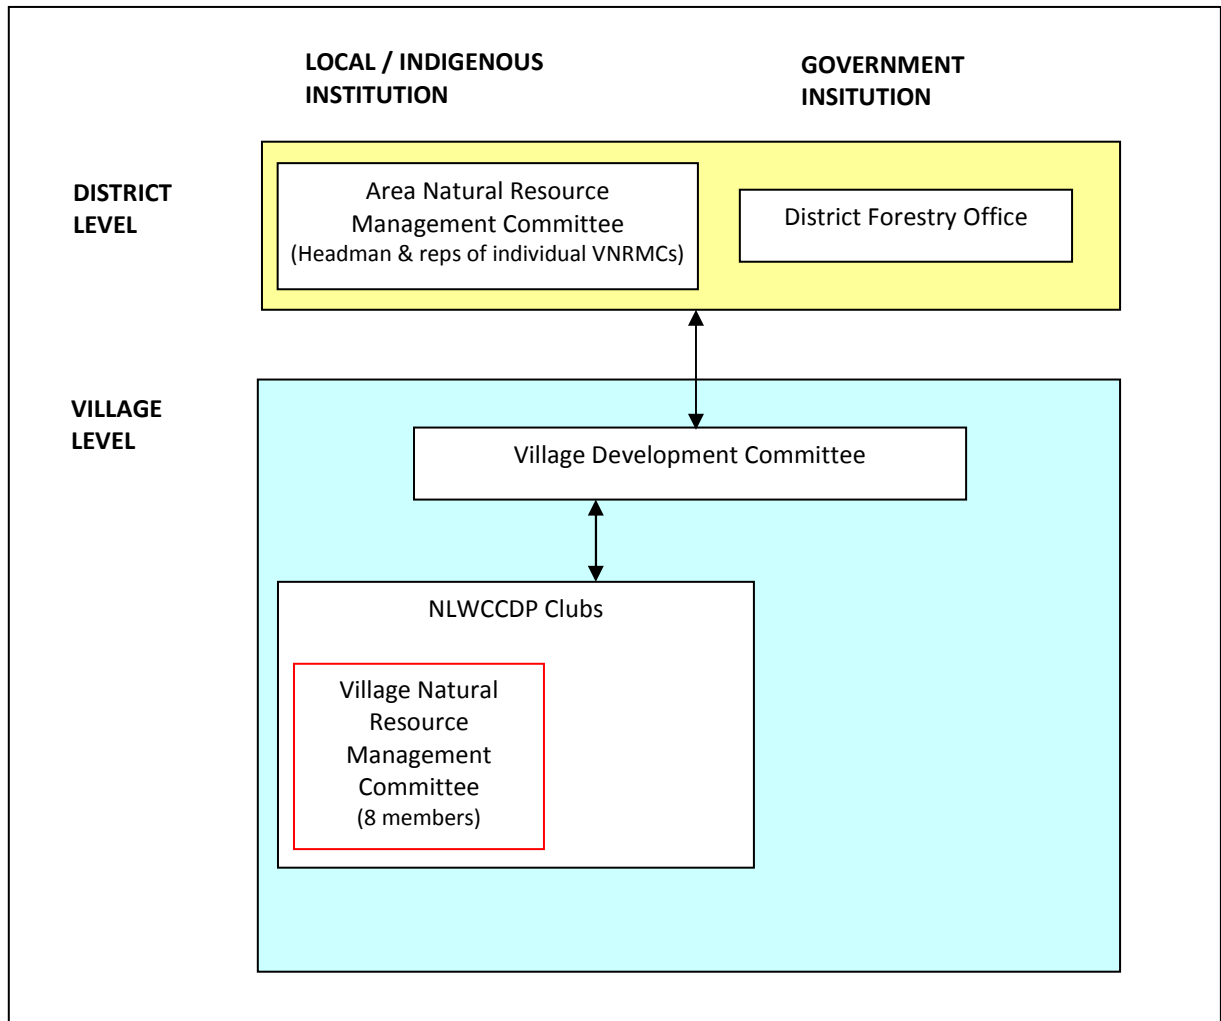 LOCAL / INDIGENOUS
INSTITUTION
GOVERNMENT
INSITUTION
DISTRICT
LEVEL
Area Natural Resource
Management Committee
(Headman & reps of individual VNRMCs)
District Forestry Office
VILLAGE
LEVEL
Village Development Committee
NLWCCDP Clubs
Village Natural
Resource
Management
Committee
(8 members)